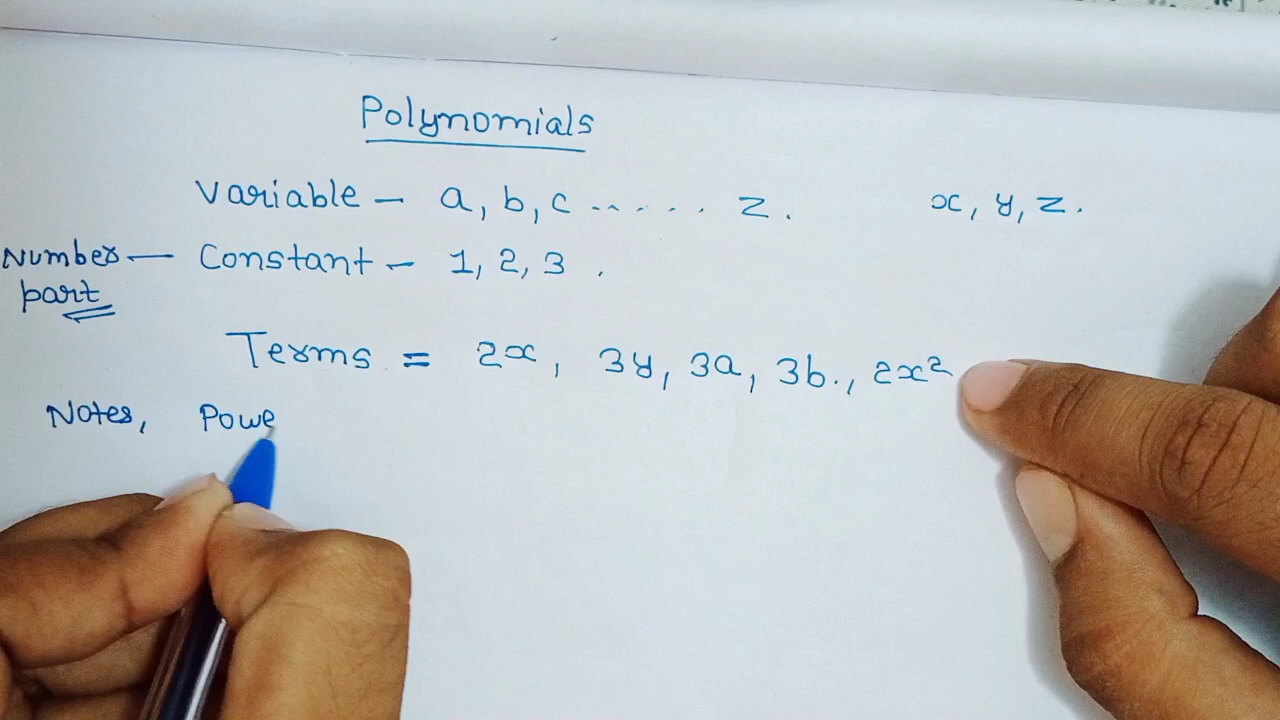 Polynomials
Variable – a, b, c ...... z. x, y, z.
Number — Constant – 1, 2, 3 .
part
Terms = 2x, 3y, 3a, 3b., 2x²
Notes, Powe